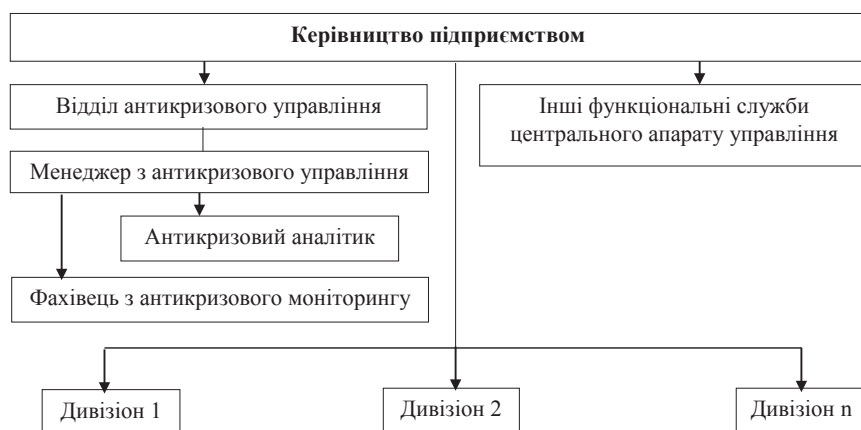 Керівництво підприємством
Відділ антикризового управління
Інші функціональні служби
центрального апарату управління
Менеджер з антикризового управління
Антикризовий аналітик
Фахівець з антикризового моніторингу
Дивізіон 1
Дивізіон 2
Дивізіон n